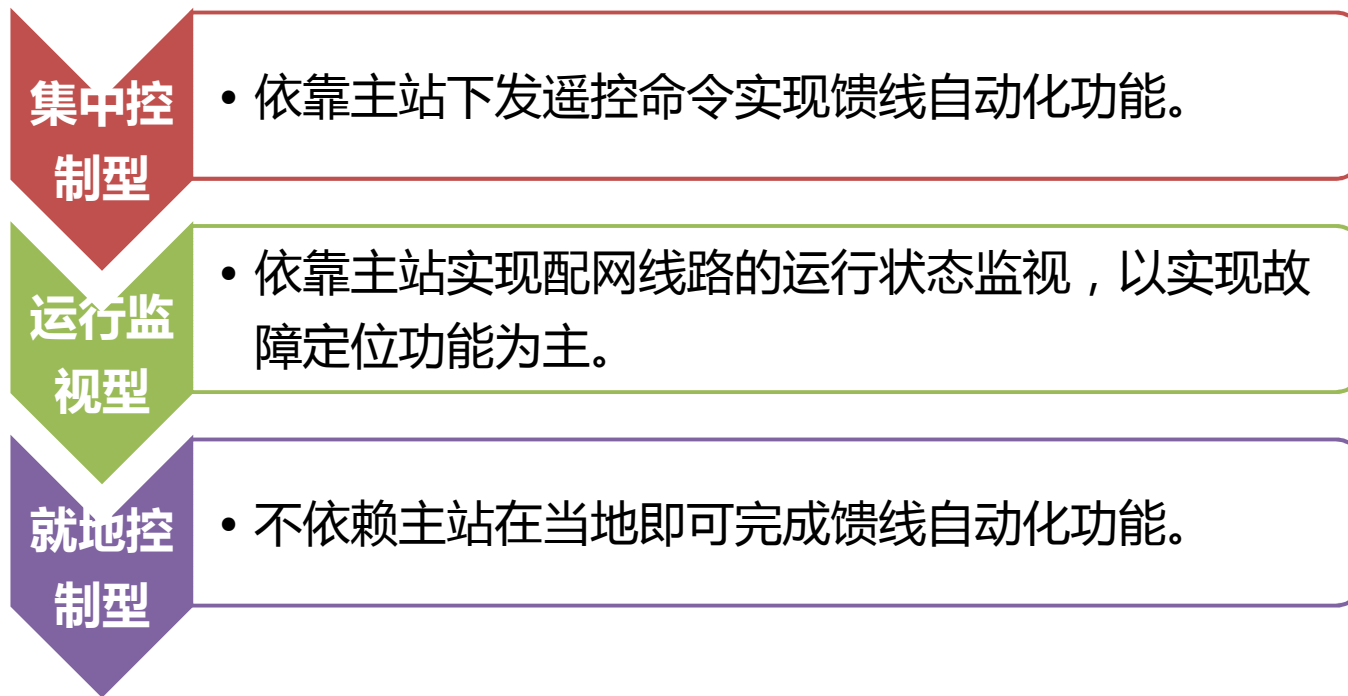 集中控
制型
• 依靠主站下发遥控命令实现馈线自动化功能。
运行监
视型
• 依靠主站实现配网线路的运行状态监视，以实现故
障定位功能为主。
就地控
制型
• 不依赖主站在当地即可完成馈线自动化功能。